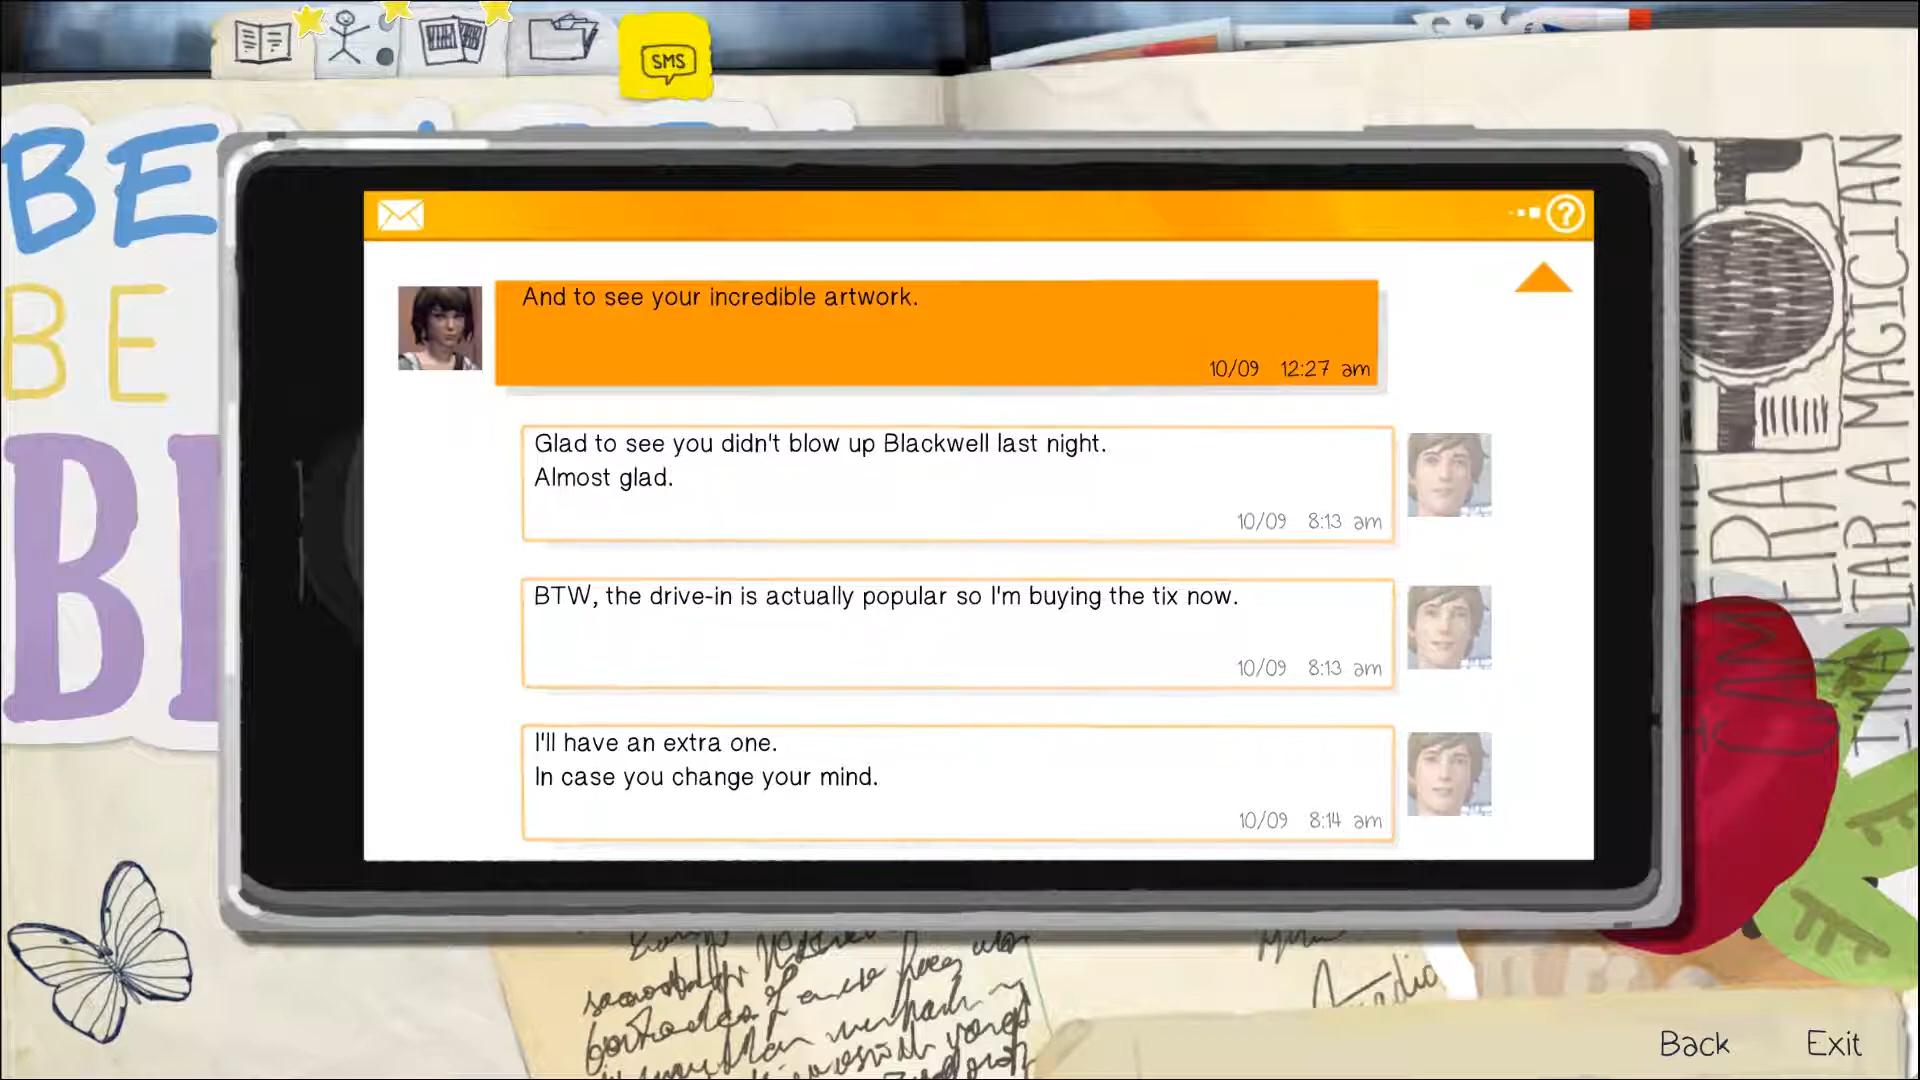 SMS
BE
BE
And to see your incredible artwork.
10/09 12:27 am
Glad to see you didn't blow up Blackwell last night.
Almost glad.
10/09 8:13 am
BTW, the drive-in is actually popular so I'm buying the tix now.
10/09 8:13 am
I'll have an extra one.
In case you change your mind.
10/09 8:14 am
LIAR, A MAGICIAN
Back
Exit